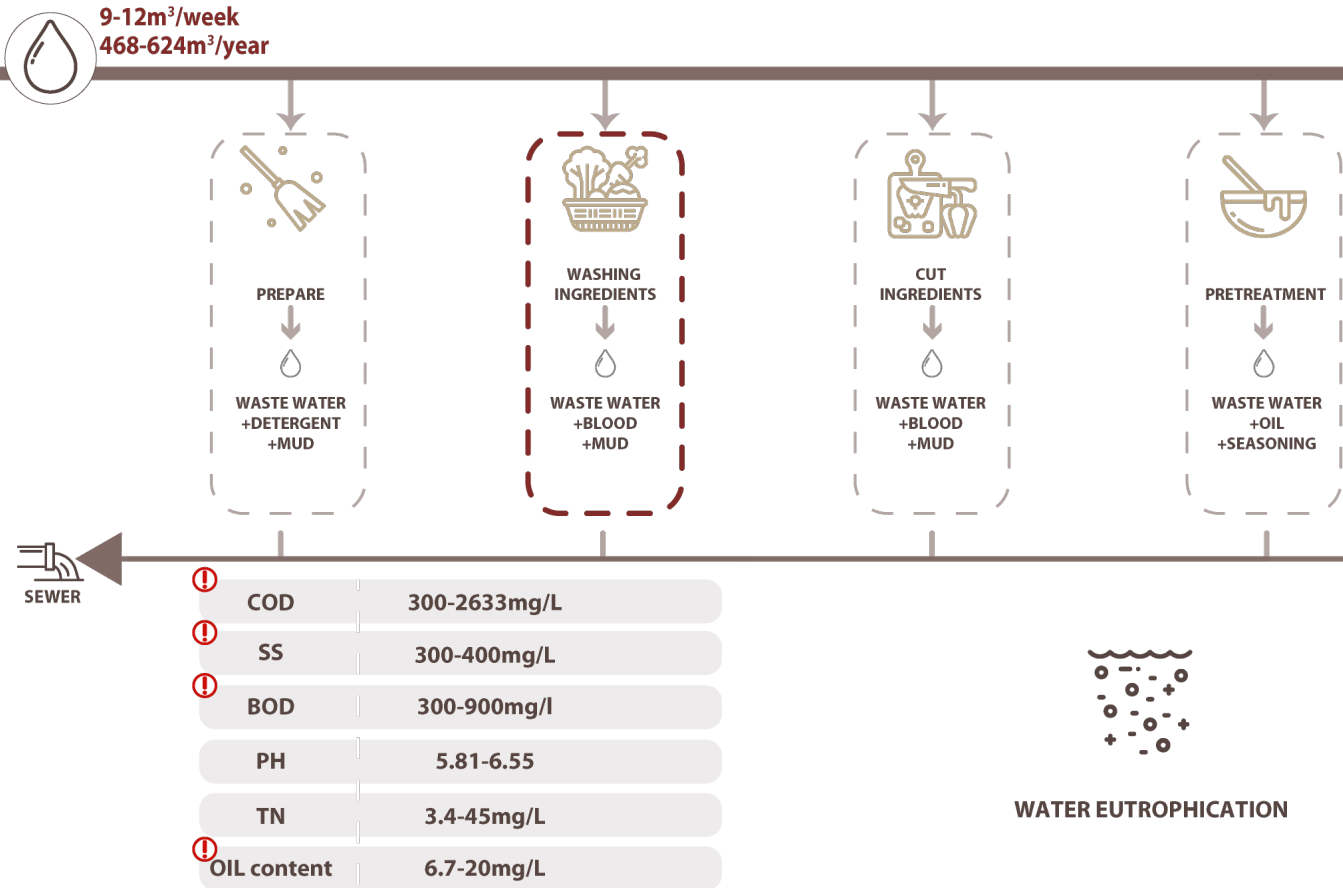 9-12m³/week
468-624m³/year
PREPARE
WASTE WATER
+DETERGENT
+MUD
WASHING
INGREDIENTS
WASTE WATER
+BLOOD
+MUD
CUT
INGREDIENTS
WASTE WATER
+BLOOD
+MUD
PRETREATMENT
WASTE WATER
+OIL
+SEASONING
SEWER
COD 300-2633mg/L
SS 300-400mg/L
BOD 300-900mg/l
PH 5.81-6.55
TN 3.4-45mg/L
OIL content 6.7-20mg/L
WATER EUTROPHICATION